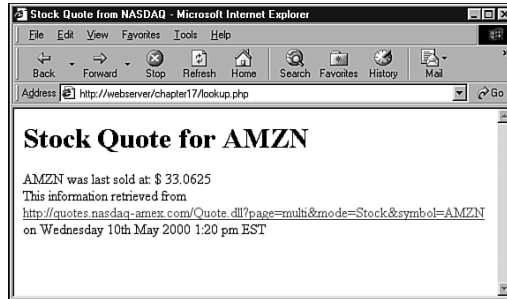 Stock Quote from NASDAQ - Microsoft Internet Explorer
File Edit View Favorites Tools Help
Back Forward Stop Refresh Home Search Favorites History Mail »
Address http://webserver/chapter17/lookup.php Go
Stock Quote for AMZN
AMZN was last sold at: $ 33.0625
This information retrieved from
http://quotes.nasdaq-amex.com/Quote.dll?page=multi&mode=Stock&symbol=AMZN
on Wednesday 10th May 2000 1:20 pm EST